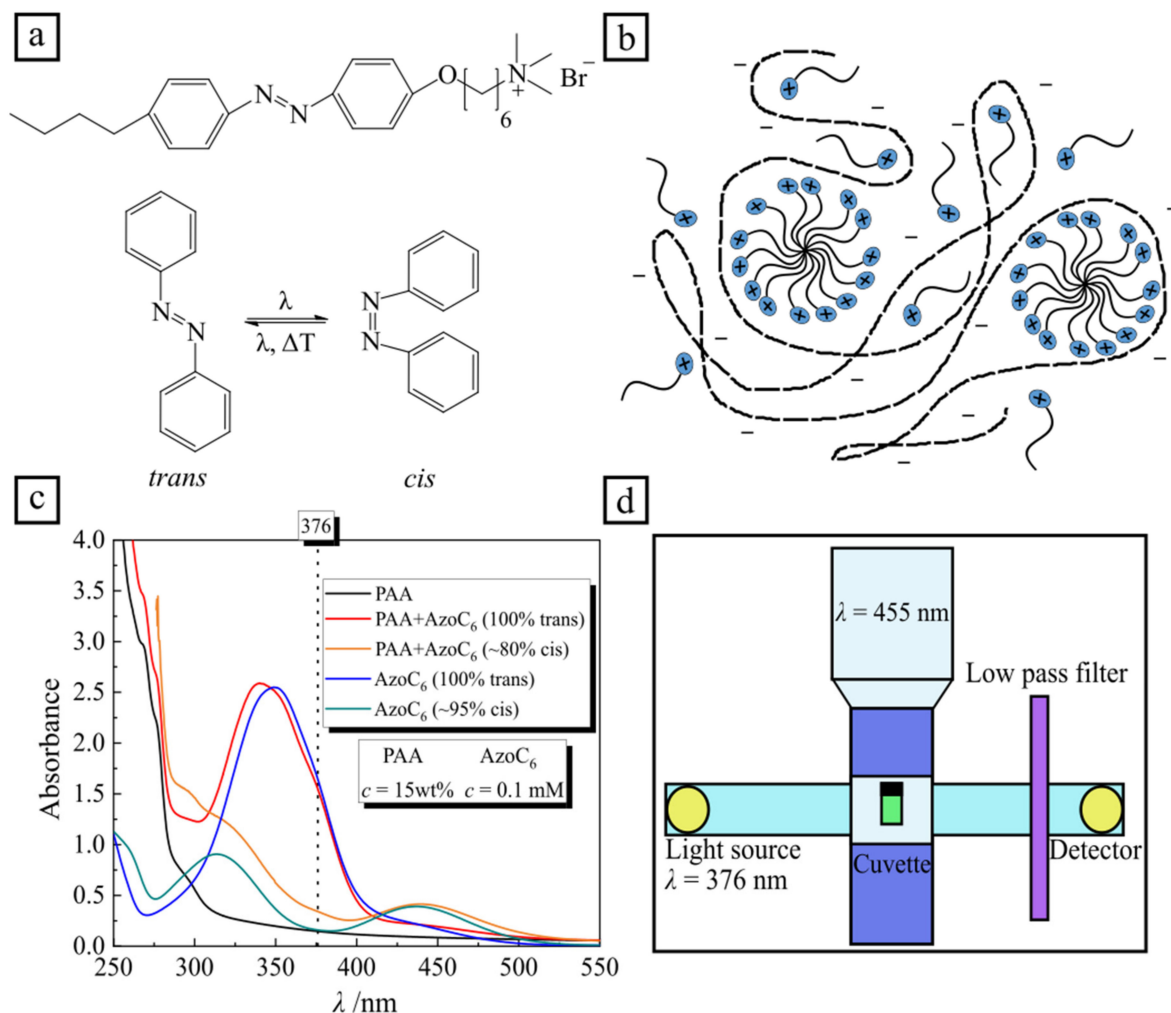 a
N
N
O
N
+
Br−
6
N
N
λ
λ, ΔT
N
N
trans
cis
b
c
376
PAA
PAA+AzoC6 (100% trans)
PAA+AzoC6 (~80% cis)
AzoC6 (100% trans)
AzoC6 (~95% cis)
PAA AzoC6
c = 15wt% c = 0.1 mM
Absorbance
4.0
3.5
3.0
2.5
2.0
1.5
1.0
0.5
0.0
250 300 350 400 450 500 550
λ /nm
d
λ = 455 nm
Low pass filter
Light source
λ = 376 nm
Cuvette
Detector